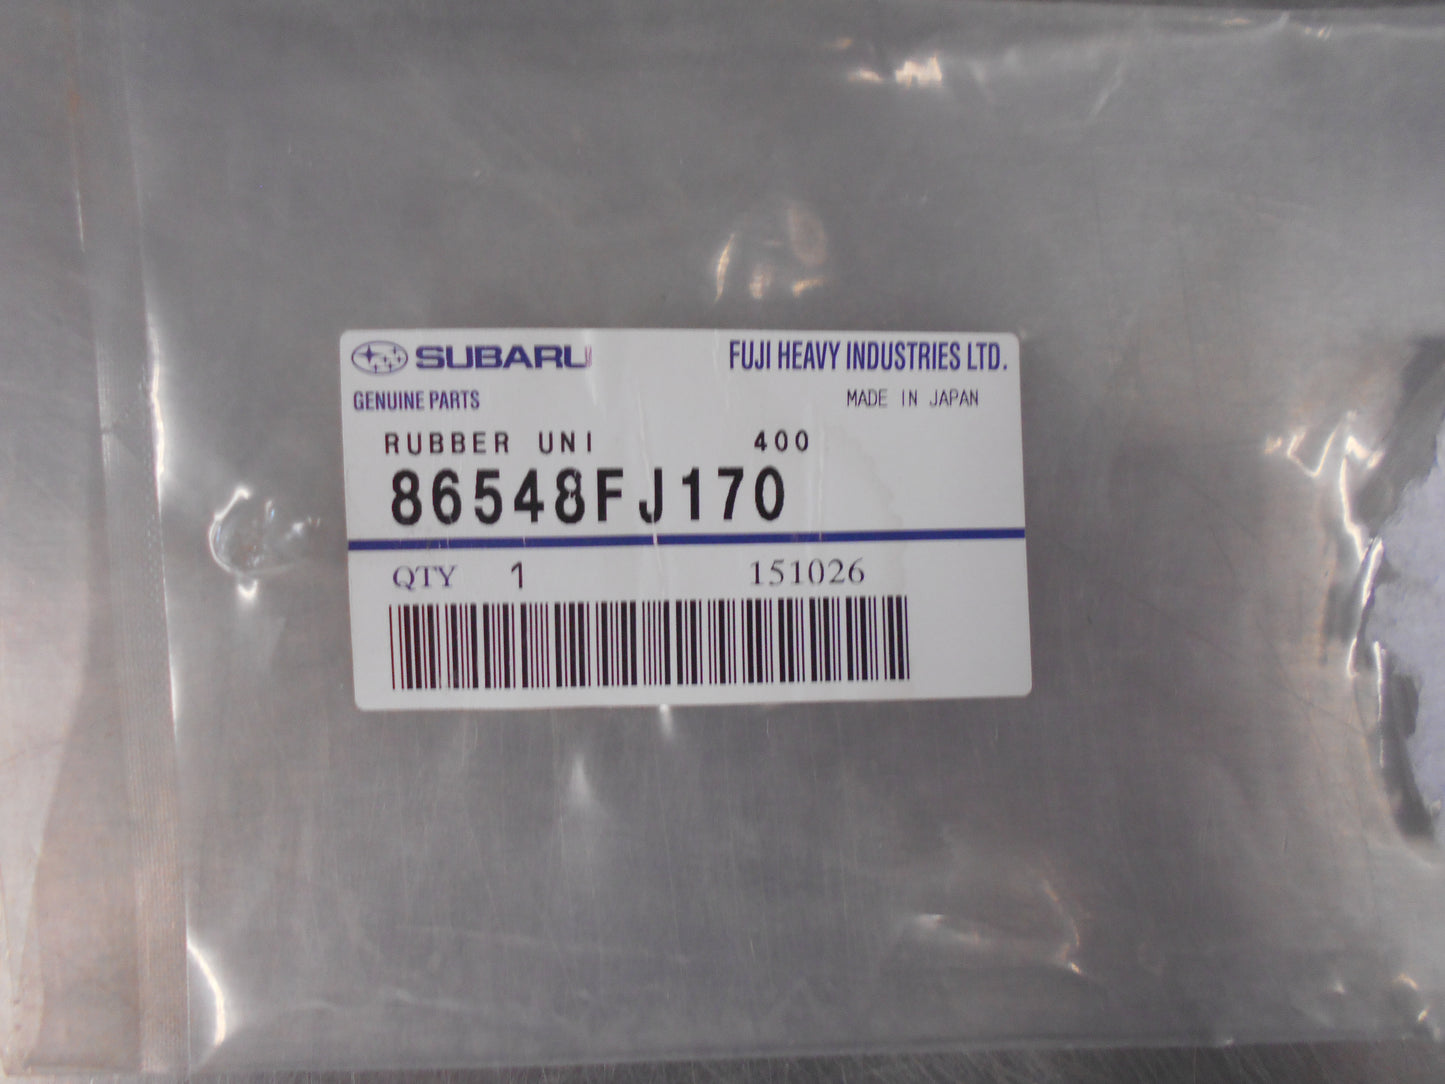 SUBARU FUJI HEAVY INDUSTRIES LTD.
GENUINE PARTS MADE IN JAPAN
RUBBER UNI 400
86548FJ170
QTY 1 151026